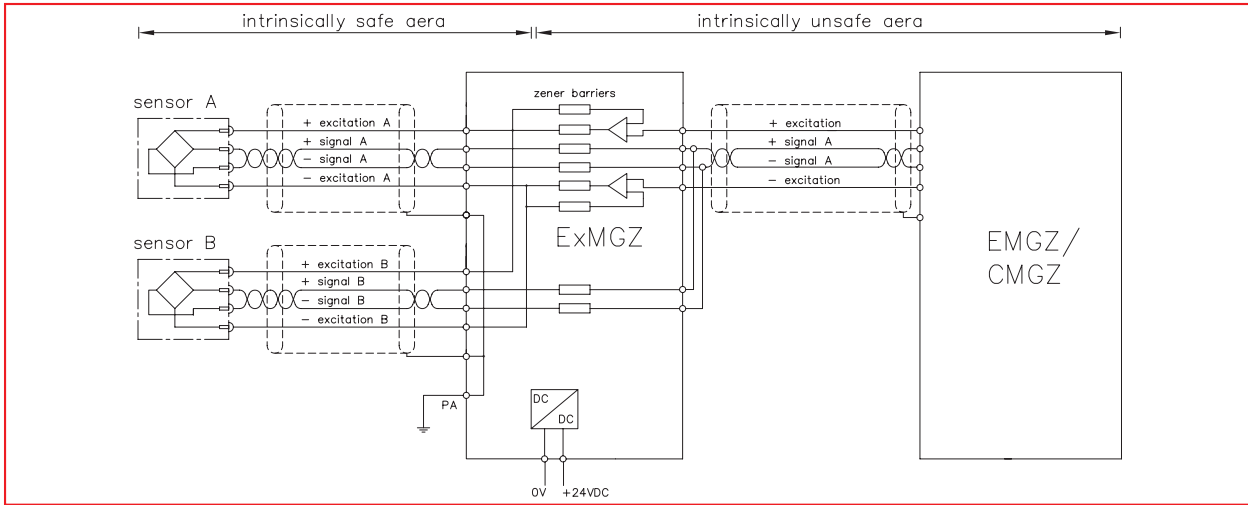 intrinsically safe aera
intrinsically unsafe aera
sensor A
+ excitation A
+ signal A
− signal A
− excitation A
zener barriers
+ excitation
+ signal A
− signal A
− excitation
ExMGZ
EMGZ/
CMGZ
sensor B
+ excitation B
+ signal B
− signal B
− excitation B
PA
DC
DC
0V
+24VDC